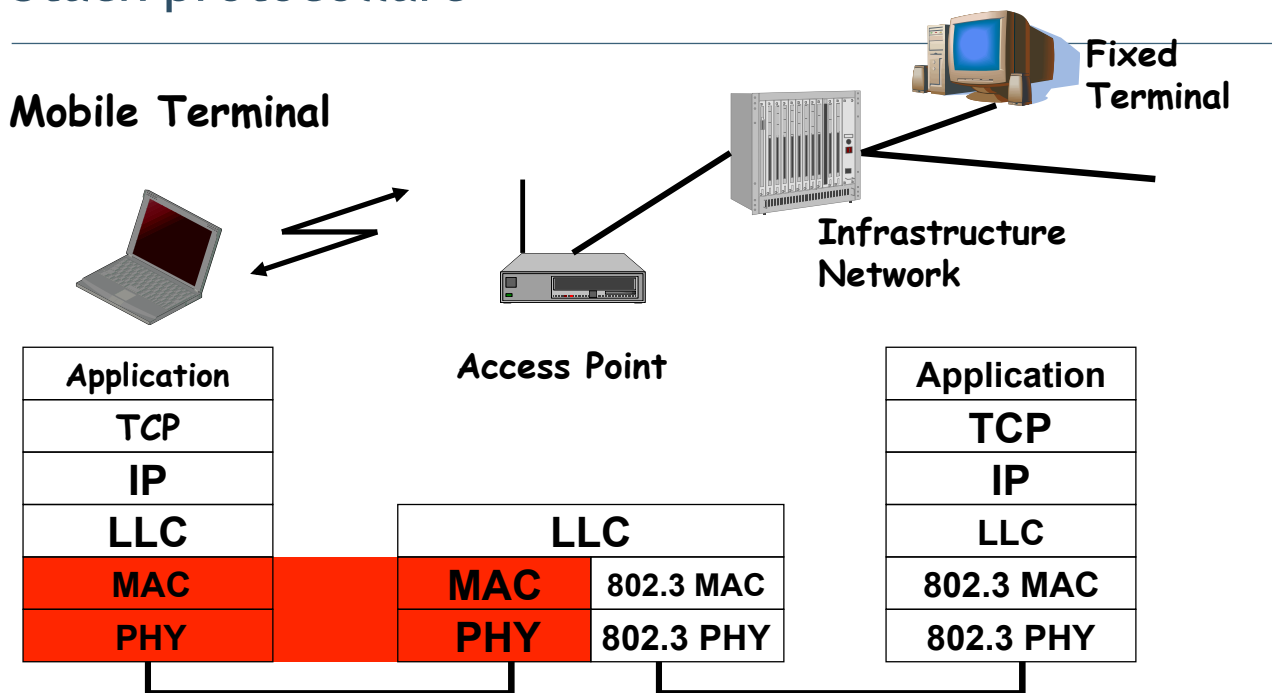 Mobile Terminal
Fixed
Terminal
Infrastructure
Network
Access Point
Application
TCP
IP
LLC
MAC
PHY
LLC
MAC
802.3 MAC
PHY
802.3 PHY
Application
TCP
IP
LLC
802.3 MAC
802.3 PHY